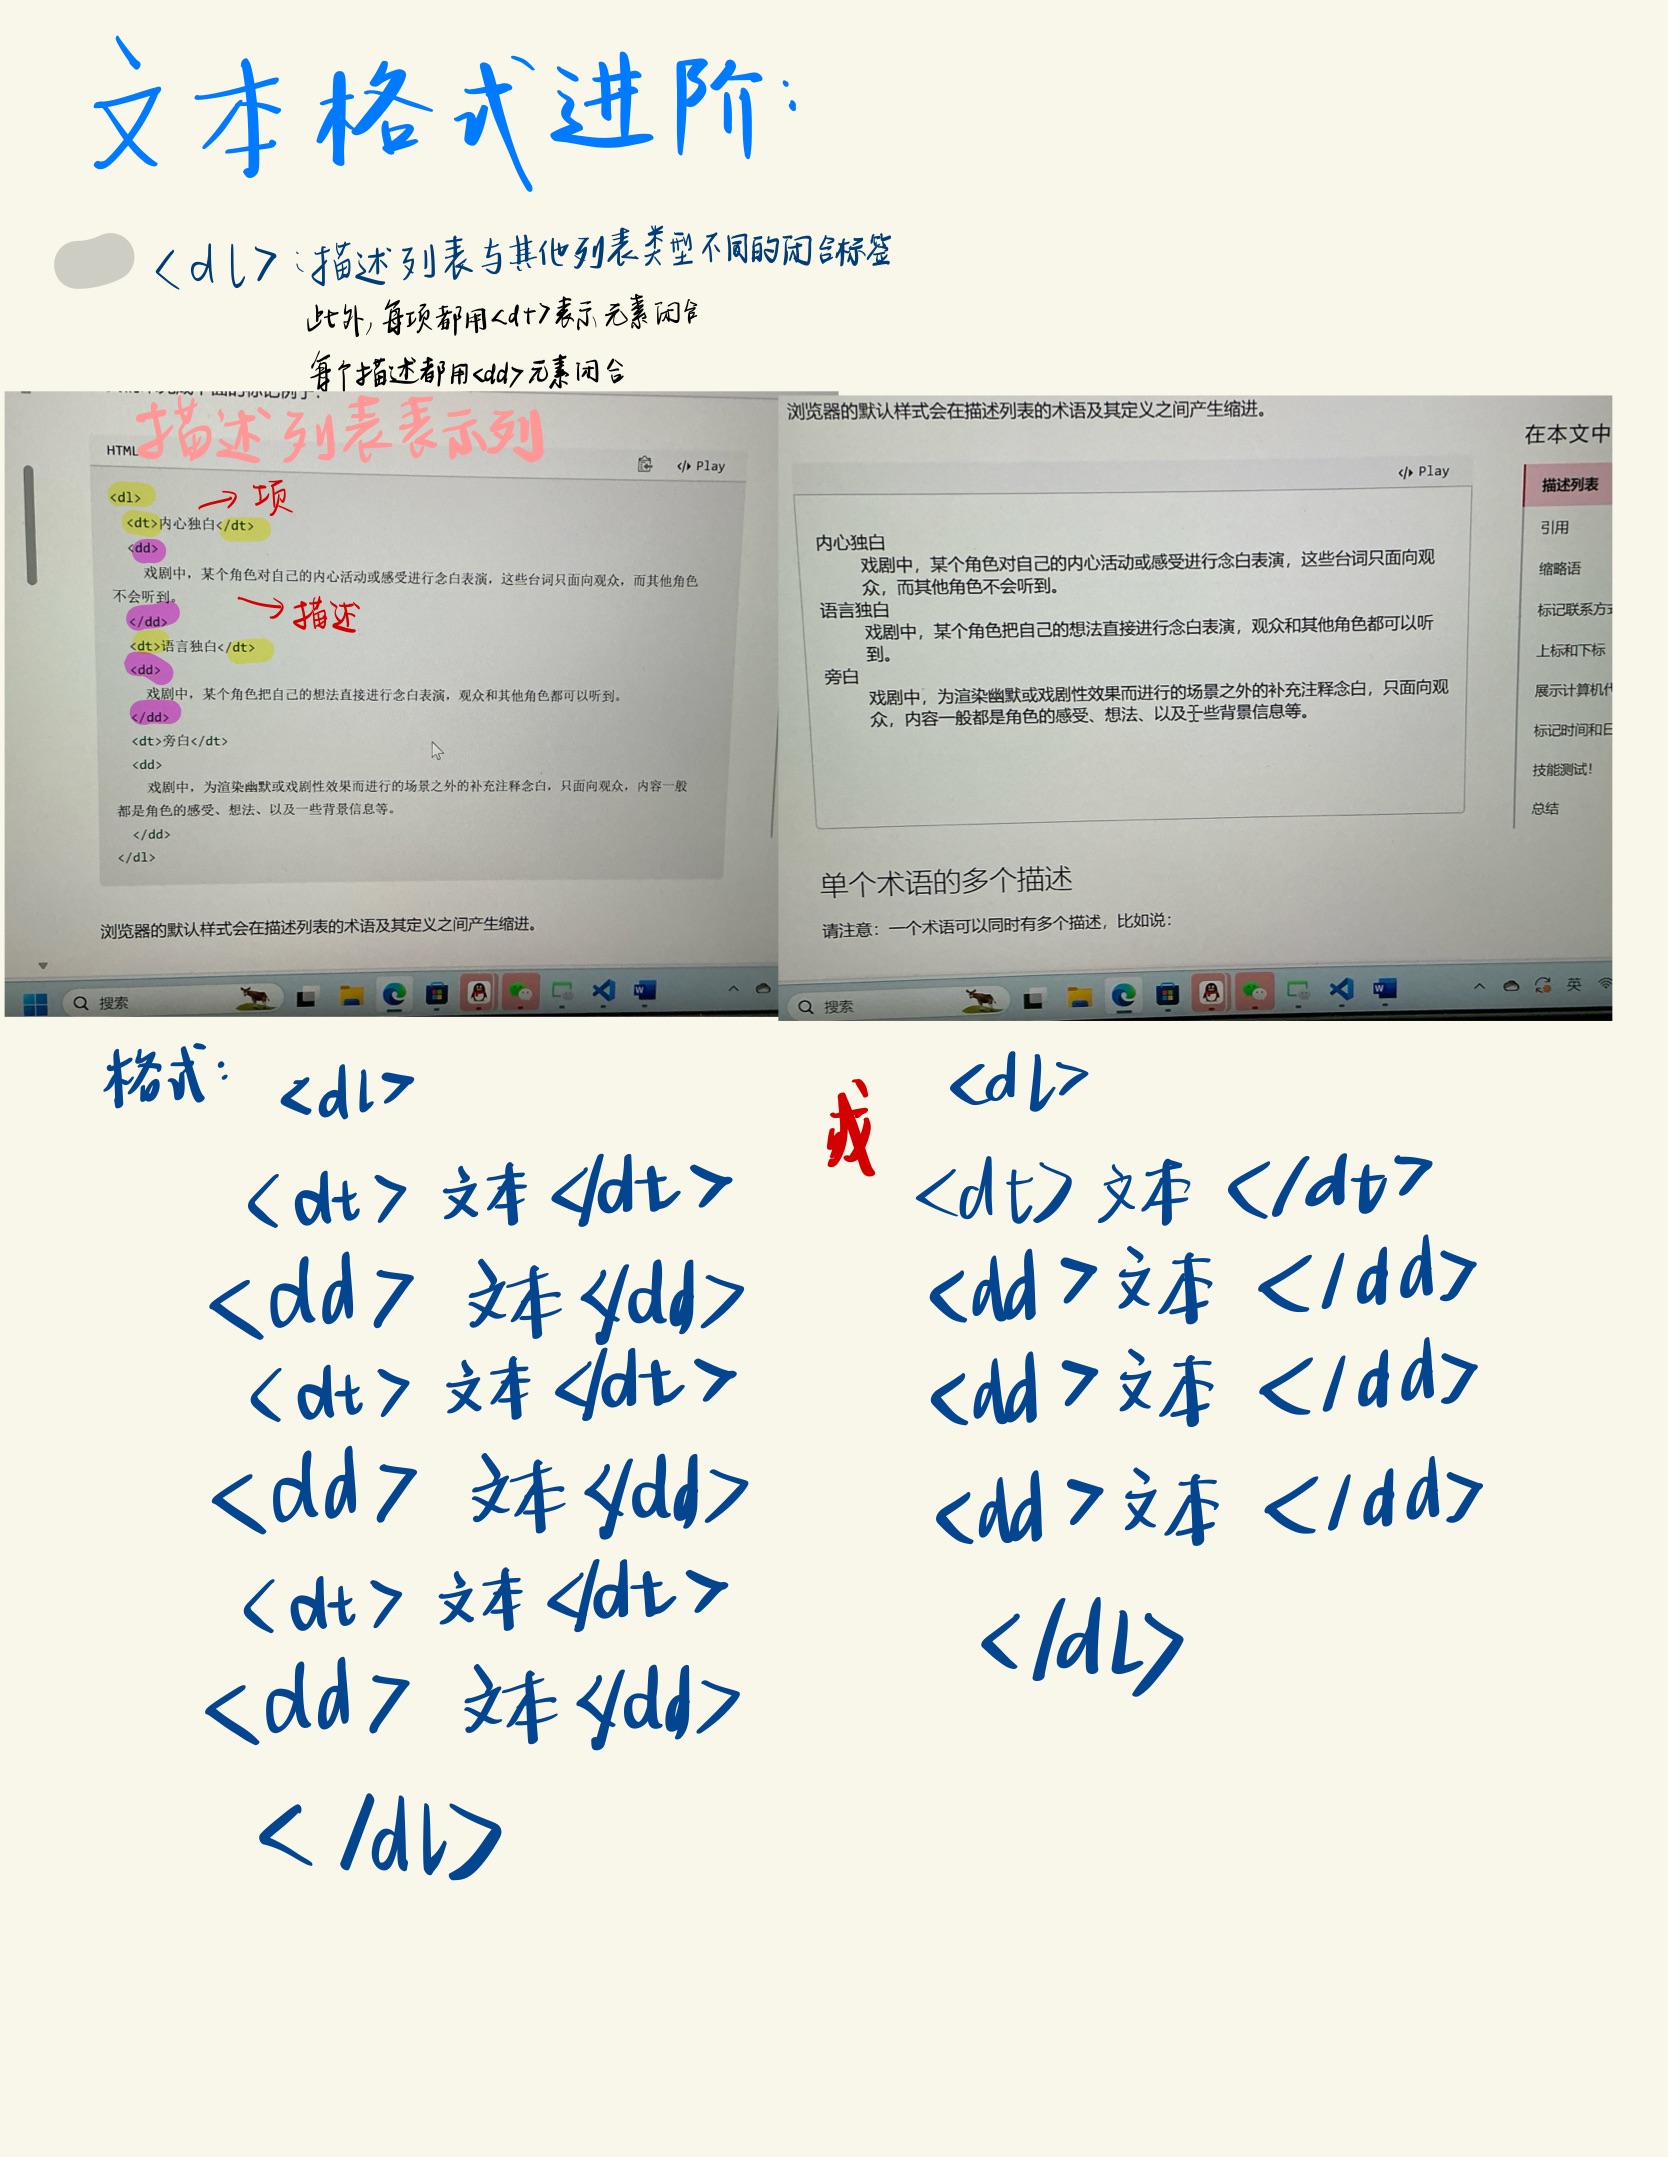 文本格式进阶：
<dl>：描述列表与其他列表类型不同的闭合标签
此外，每项都用<dt>表示元素闭合
每个描述都用<dd>元素闭合
描述列表表示列
HTML
Play
<dl>
→项
<dt>内心独白</dt>
<dd>
戏剧中，某个角色对自己的内心活动或感受进行念白表演，这些台词只面向观众，而其他角色
不会听到。
→描述
</dd>
<dt>语言独白</dt>
<dd>
戏剧中，某个角色把自己的想法直接进行念白表演，观众和其他角色都可以听到。
</dd>
<dt>旁白</dt>
<dd>
戏剧中，为渲染幽默或戏剧性效果而进行的场景之外的补充注释念白，只面向观众，内容一般
都是角色的感受、想法、以及一些背景信息等。
</dd>
</dl>
浏览器的默认样式会在描述列表的术语及其定义之间产生缩进。
搜索
浏览器的默认样式会在描述列表的术语及其定义之间产生缩进。
Play
内心独白
戏剧中，某个角色对自己的内心活动或感受进行念白表演，这些台词只面向观
众，而其他角色不会听到。
语言独白
戏剧中，某个角色把自己的想法直接进行念白表演，观众和其他角色都可以听
到。
旁白
戏剧中，为渲染幽默或戏剧性效果而进行的场景之外的补充注释念白，只面向观
众，内容一般都是角色的感受、想法、以及一些背景信息等。
单个术语的多个描述
请注意：一个术语可以同时有多个描述，比如说：
在本文中
描述列表
引用
缩略语
标记联系方式
上标和下标
展示计算机代
标记时间和日
技能测试！
总结
搜索
英
格式：
<dl>
<dt> 文本 </dt>
<dd> 文本 </dd>
<dt> 文本 </dt>
<dd> 文本 </dd>
<dt> 文本 </dt>
<dd> 文本 </dd>
</dl>
或
<dl>
<dt> 文本 </dt>
<dd> 文本 </dd>
<dd> 文本 </dd>
<dd> 文本 </dd>
</dl>